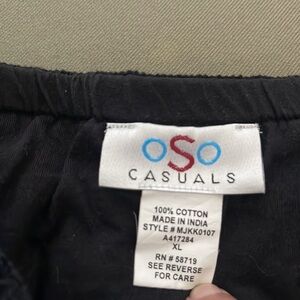 OSO
CASUALS
100% COTTON
MADE IN INDIA
STYLE # MJKK0107
A417284
XL
RN # 58719
SEE REVERSE
FOR CARE